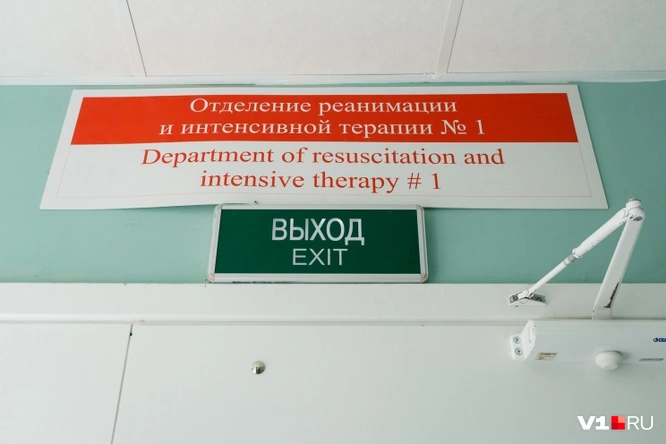 Отделение реанимации
и интенсивной терапии № 1
Department of resuscitation and
intensive therapy # 1
ВЫХОД
EXIT
V1.RU